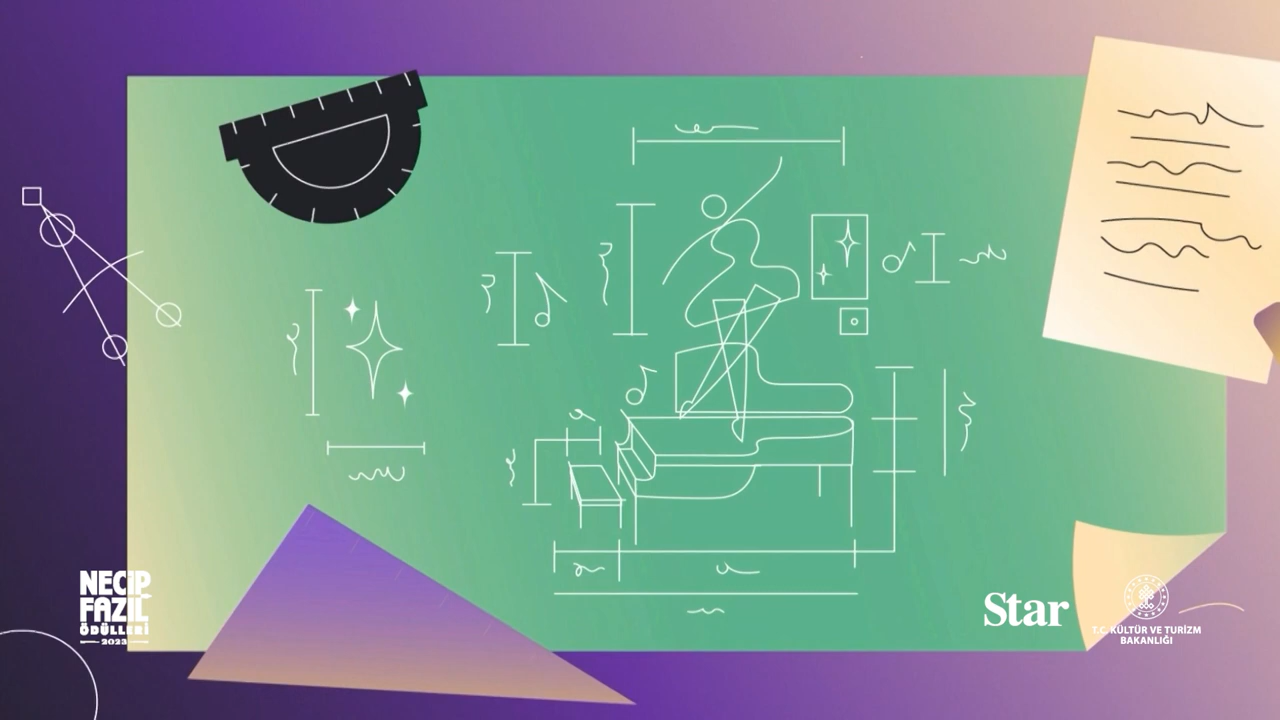 NECİP
FAZIL
ÖDÜLLERİ
2023
Star
T.C. KÜLTÜR VE TURİZM
BAKANLIĞI